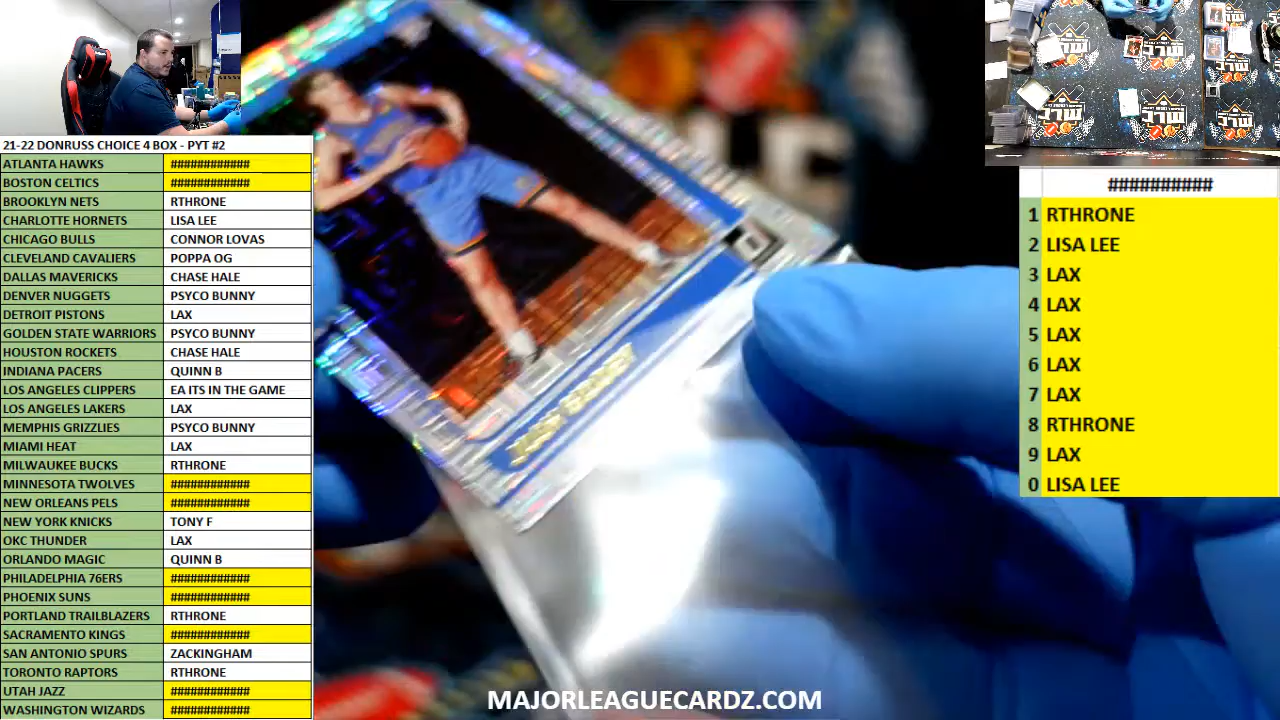 21-22 DONRUSS CHOICE 4 BOX - PYT #2
ATLANTA HAWKS ############
BOSTON CELTICS ############
BROOKLYN NETS RTHRONE
CHARLOTTE HORNETS LISA LEE
CHICAGO BULLS CONNOR LOVAS
CLEVELAND CAVALIERS POPPA OG
DALLAS MAVERICKS CHASE HALE
DENVER NUGGETS PSYCO BUNNY
DETROIT PISTONS LAX
GOLDEN STATE WARRIORS PSYCO BUNNY
HOUSTON ROCKETS CHASE HALE
INDIANA PACERS QUINN B
LOS ANGELES CLIPPERS EA ITS IN THE GAME
LOS ANGELES LAKERS LAX
MEMPHIS GRIZZLIES PSYCO BUNNY
MIAMI HEAT LAX
MILWAUKEE BUCKS RTHRONE
MINNESOTA TWOLVES ############
NEW ORLEANS PELS ############
NEW YORK KNICKS TONY F
OKC THUNDER LAX
ORLANDO MAGIC QUINN B
PHILADELPHIA 76ERS ############
PHOENIX SUNS ############
PORTLAND TRAILBLAZERS RTHRONE
SACRAMENTO KINGS ############
SAN ANTONIO SPURS ZACKINGHAM
TORONTO RAPTORS RTHRONE
UTAH JAZZ ############
WASHINGTON WIZARDS ############
##########
1 RTHRONE
2 LISA LEE
3 LAX
4 LAX
5 LAX
6 LAX
7 LAX
8 RTHRONE
9 LAX
0 LISA LEE
MAJORLEAGUECARDZ.COM